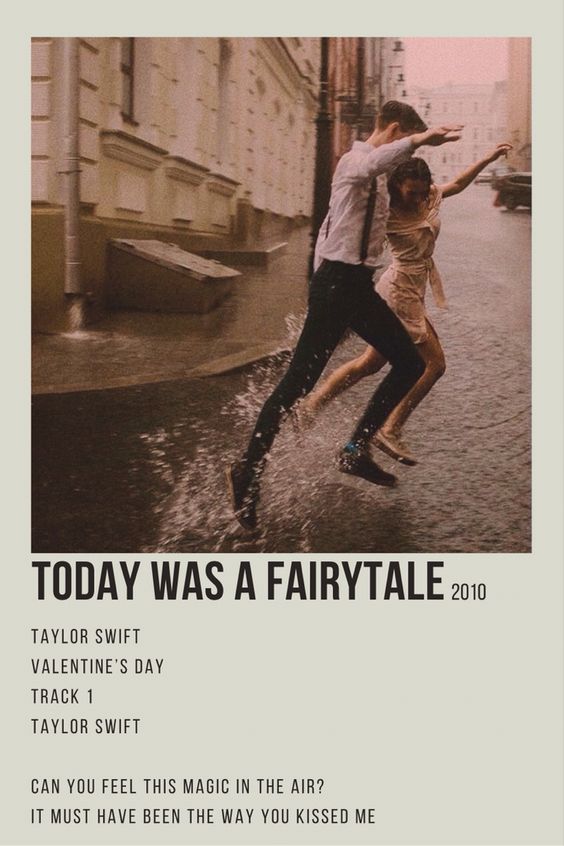 TODAY WAS A FAIRYTALE 2010
TAYLOR SWIFT
VALENTINE'S DAY
TRACK 1
TAYLOR SWIFT
CAN YOU FEEL THIS MAGIC IN THE AIR?
IT MUST HAVE BEEN THE WAY YOU KISSED ME